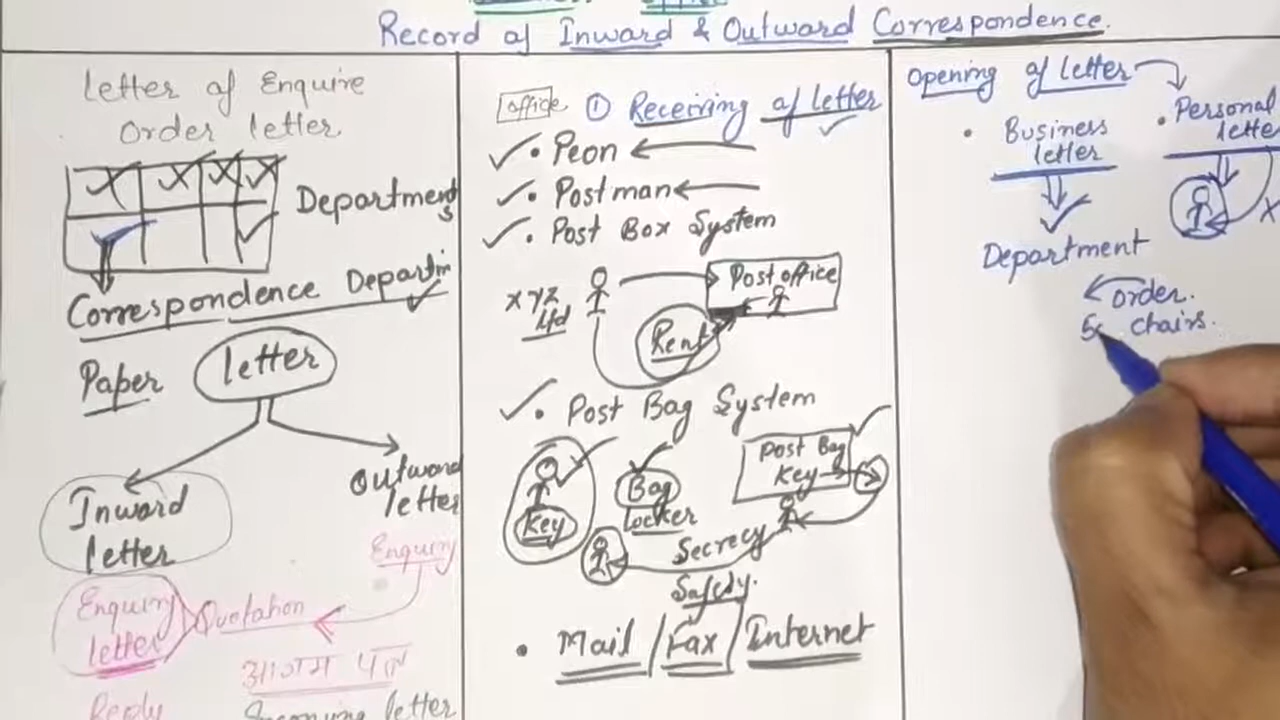 Record of Inward & Outward Correspondence.
Letter of Enquire
Order letter
Departments
Correspondence Departm
Paper
letter
Inward letter
Outward letter
Enquiry
Enquiry letter
Quotation
आगम पत्र
Reply
Incoming letter
Office
① Receiving of letter
• Peon
• Postman
• Post Box System
XYZ Ltd
Post office
Rent
• Post Bag System
Key
Bag
Locker
Post Bag
Key
Secrecy
Safety.
• Mail / Fax / Internet
Opening of letter
• Business letter
• Personal letter
Department
order.
chairs.